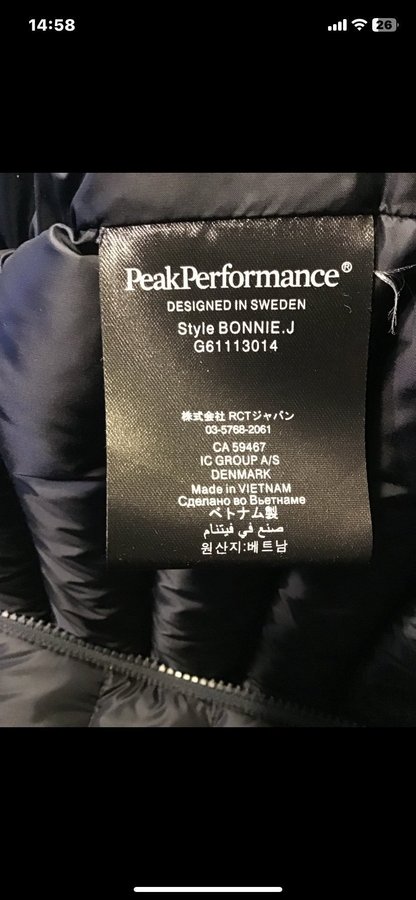 14:58
26
PeakPerformance®
DESIGNED IN SWEDEN
Style BONNIE.J
G61113014
株式会社 RCTジャパン
03-5768-2061
CA 59467
IC GROUP A/S
DENMARK
Made in VIETNAM
Сделано во Вьетнаме
ベトナム製
صنع في فيتنام
원산지:베트남